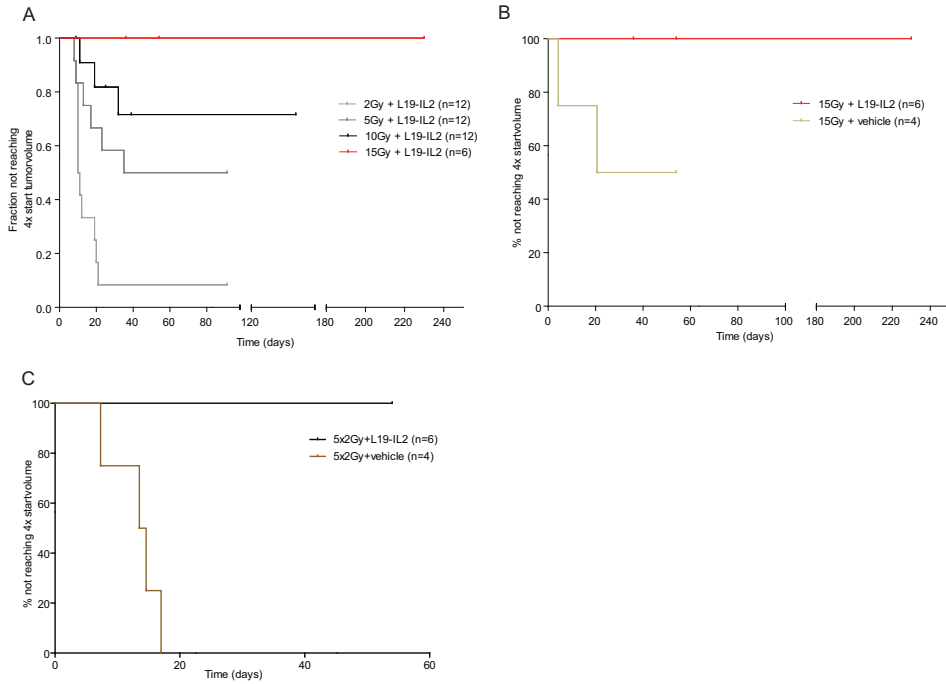 A
1.0
0.8
0.6
0.4
0.2
0.0
Fraction not reaching
4x start tumorvolume
0 20 40 60 80 120 180 200 220 240
Time (days)
2Gy + L19-IL2 (n=12)
5Gy + L19-IL2 (n=12)
10Gy + L19-IL2 (n=12)
15Gy + L19-IL2 (n=6)
B
100
80
60
40
20
0
% not reaching 4x startvolume
0 20 40 60 80 100 180 200 220 240
Time (days)
15Gy + L19-IL2 (n=6)
15Gy + vehicle (n=4)
C
100
80
60
40
20
0
% not reaching 4x startvolume
0 20 40 60
Time (days)
5x2Gy+L19-IL2 (n=6)
5x2Gy+vehicle (n=4)